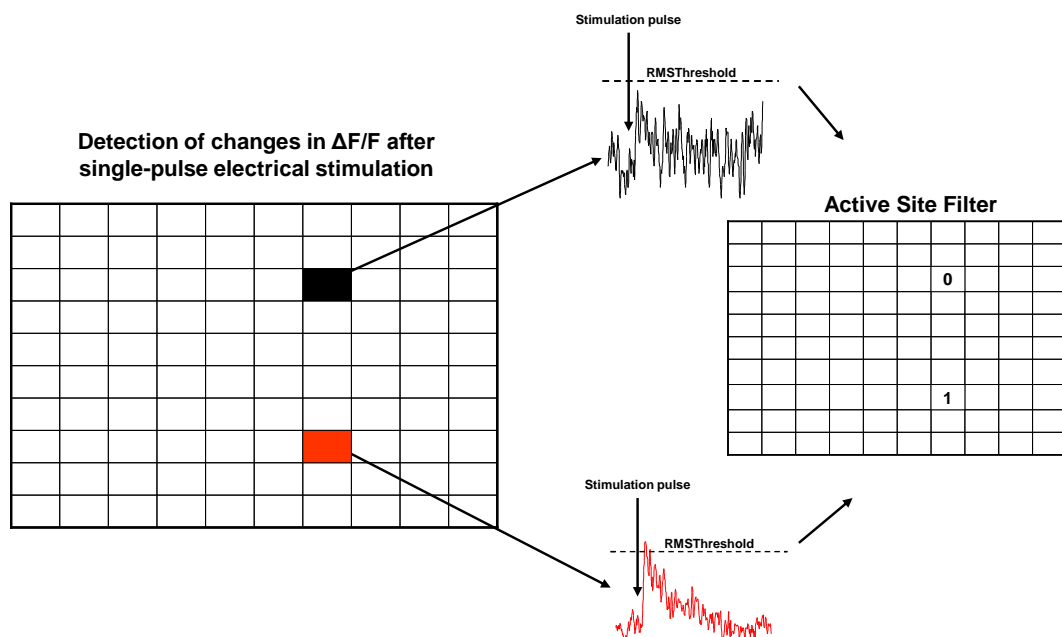 Stimulation pulse
RMSThreshold
Detection of changes in ΔF/F after
single-pulse electrical stimulation
Active Site Filter
0
1
Stimulation pulse
RMSThreshold